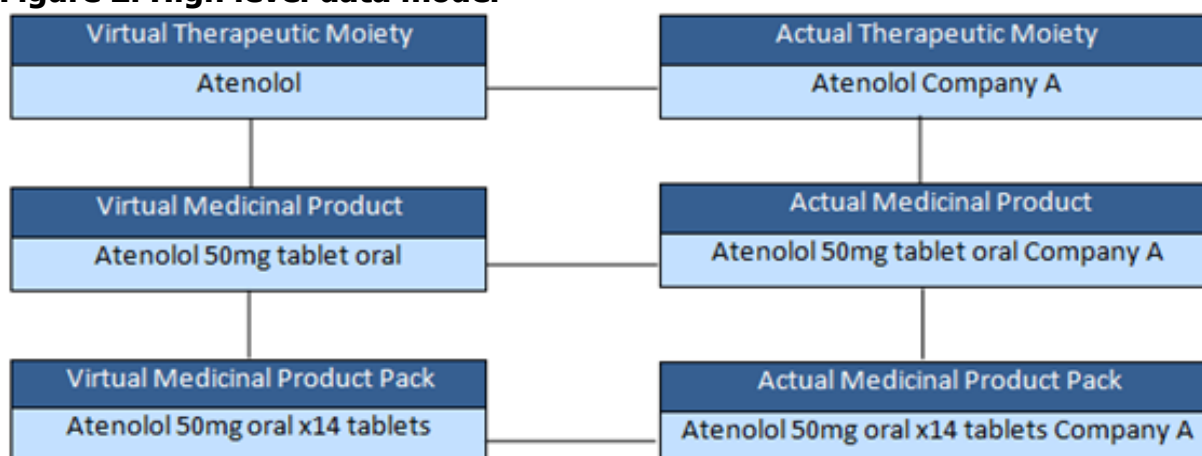 Figure 2: High level data model
Virtual Therapeutic Moiety
Atenolol
Actual Therapeutic Moiety
Atenolol Company A
Virtual Medicinal Product
Atenolol 50mg tablet oral
Actual Medicinal Product
Atenolol 50mg tablet oral Company A
Virtual Medicinal Product Pack
Atenolol 50mg oral x14 tablets
Actual Medicinal Product Pack
Atenolol 50mg oral x14 tablets Company A